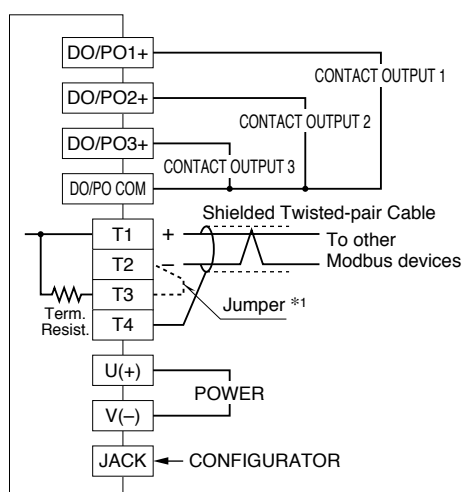 DO/PO1+
CONTACT OUTPUT 1
DO/PO2+
CONTACT OUTPUT 2
DO/PO3+
CONTACT OUTPUT 3
DO/PO COM
Shielded Twisted-pair Cable
T1 +
To other
Modbus devices
T2 –
T3
Jumper *1
Term.
Resist.
T4
U(+)
POWER
V(–)
JACK
CONFIGURATOR